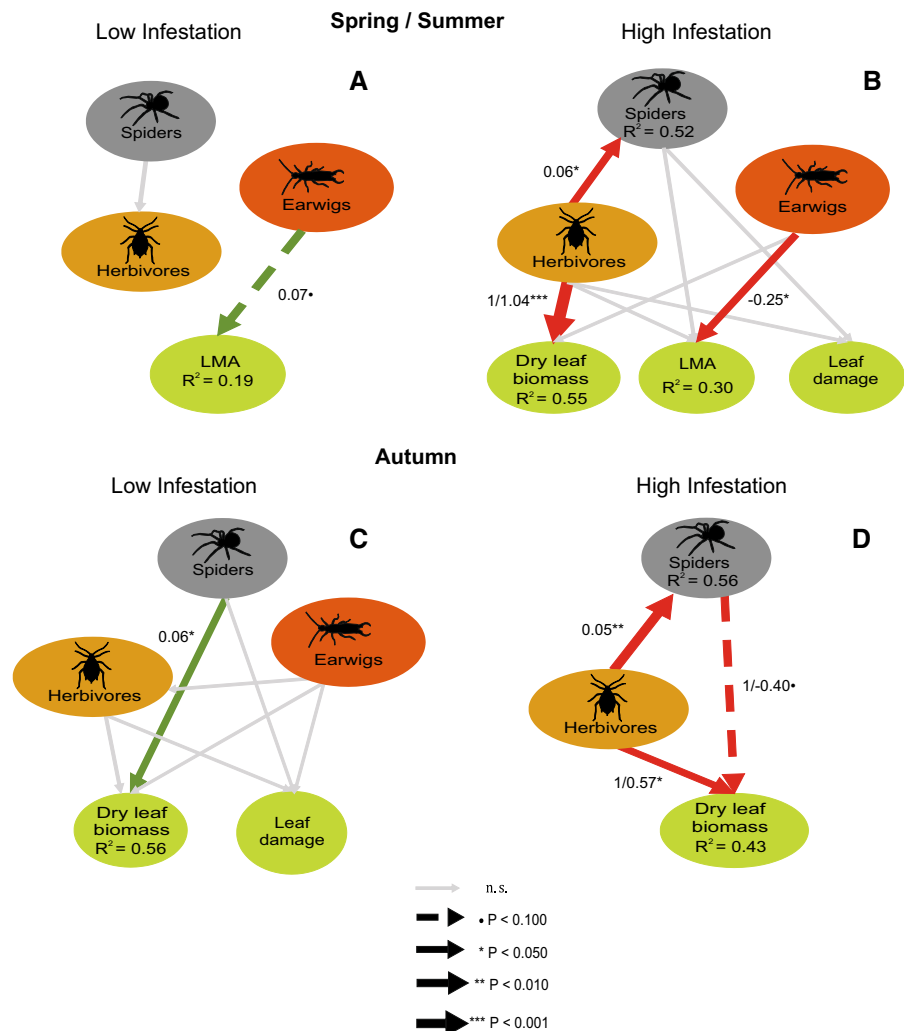 Spring / Summer
Low Infestation
High Infestation
A
B
Spiders
Earwigs
Herbivores
0.07•
LMA
R² = 0.19
Spiders
R² = 0.52
0.06*
Earwigs
Herbivores
1/1.04***
-0.25*
Dry leaf
biomass
R² = 0.55
LMA
R² = 0.30
Leaf
damage
Autumn
Low Infestation
High Infestation
C
D
Spiders
0.06*
Earwigs
Herbivores
Dry leaf
biomass
R² = 0.56
Leaf
damage
Spiders
R² = 0.56
0.05**
1/-0.40•
Herbivores
1/0.57*
Dry leaf
biomass
R² = 0.43
n.s.
• P < 0.100
* P < 0.050
** P < 0.010
*** P < 0.001